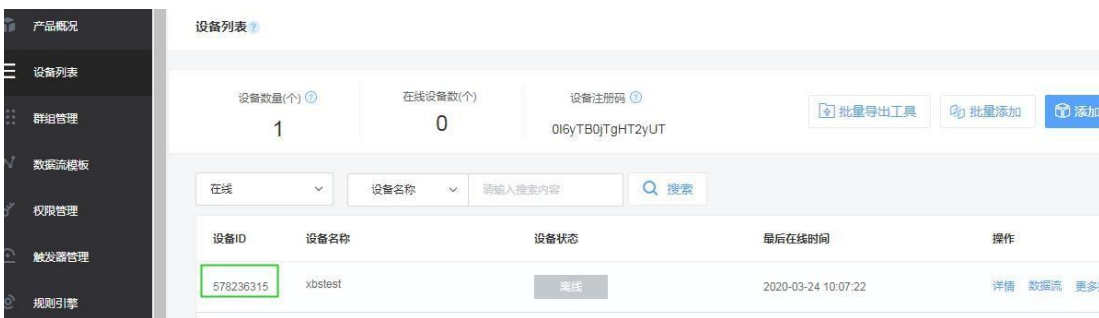 产品概况
设备列表
群组管理
数据流模板
权限管理
触发器管理
规则引擎
设备列表
设备数量(个)
1
在线设备数(个)
0
设备注册码
0I6yTB0jTgHT2yUT
批量导出工具
批量添加
添加
在线
设备名称
请输入搜索内容
搜索
设备ID 设备名称 设备状态 最后在线时间 操作
578236315 xbstest 离线 2020-03-24 10:07:22 详情 数据流 更多